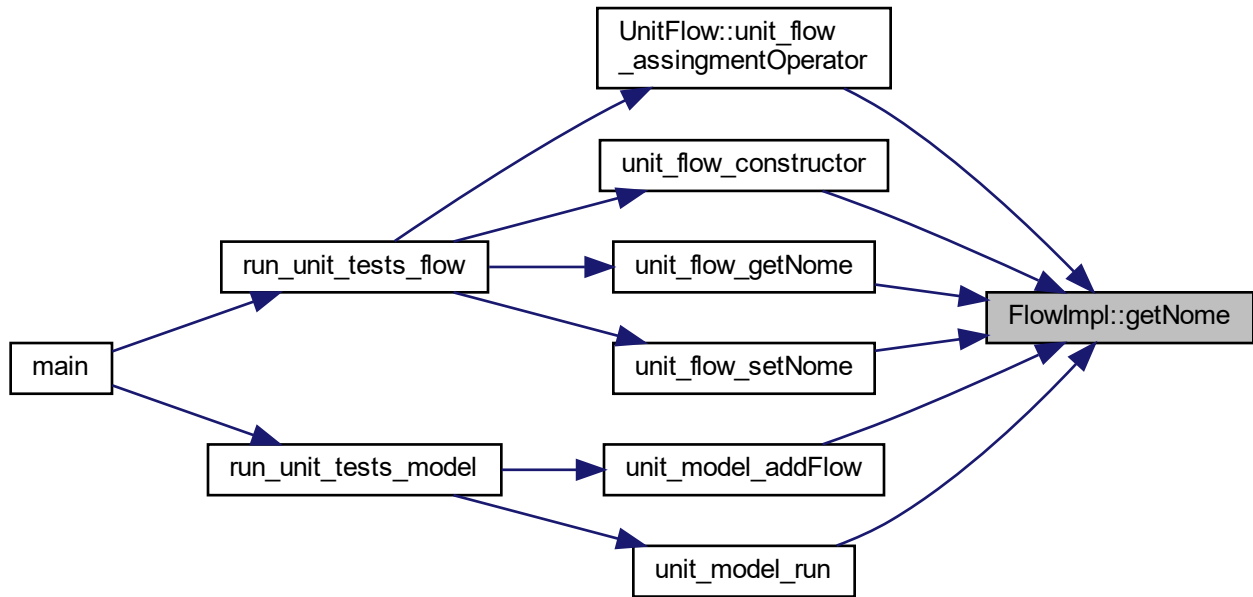 UnitFlow::unit_flow
_assingmentOperator
unit_flow_constructor
run_unit_tests_flow
unit_flow_getNome
FlowImpl::getNome
main
unit_flow_setNome
run_unit_tests_model
unit_model_addFlow
unit_model_run